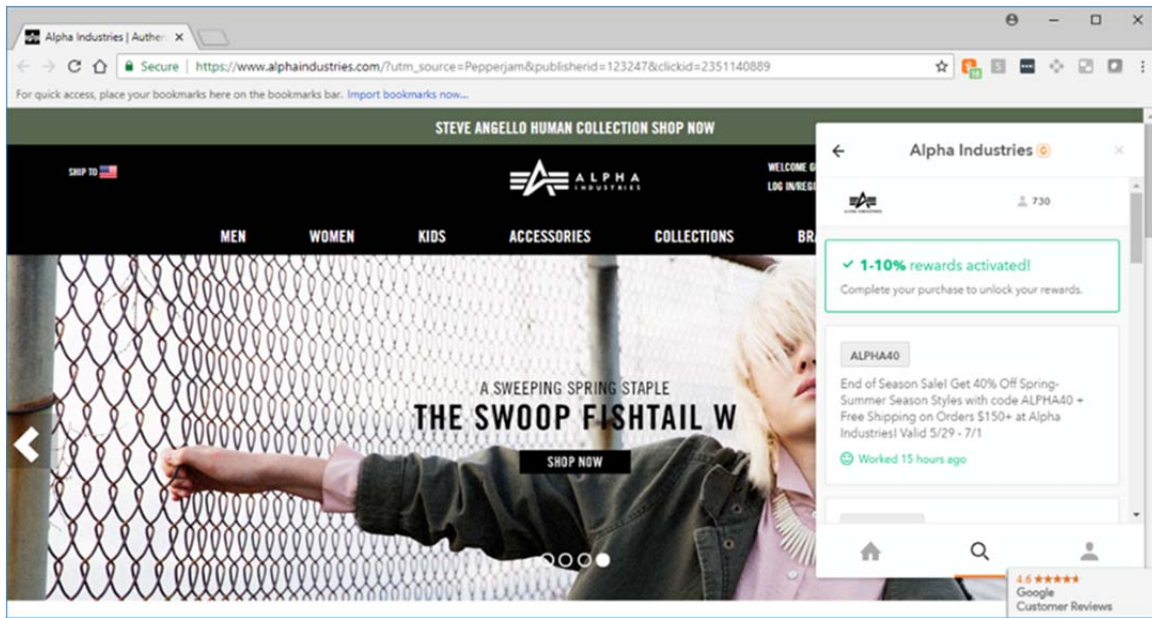 Alpha Industries | Authen
Secure | https://www.alphaindustries.com/?utm_source=Pepperjam&publisherid=123247&clickid=2351140889
For quick access, place your bookmarks here on the bookmarks bar. Import bookmarks now...
STEVE ANGELLO HUMAN COLLECTION SHOP NOW
SHIP TO
ALPHA
INDUSTRIES
WELCOME G
LOG IN/REGI
MEN WOMEN KIDS ACCESSORIES COLLECTIONS BRA
A SWEEPING SPRING STAPLE
THE SWOOP FISHTAIL W
SHOP NOW
Alpha Industries
730
1-10% rewards activated!
Complete your purchase to unlock your rewards.
ALPHA40
End of Season Sale! Get 40% Off Spring-
Summer Season Styles with code ALPHA40 +
Free Shipping on Orders $150+ at Alpha
Industries! Valid 5/29 - 7/1
Worked 15 hours ago
4.6
Google
Customer Reviews